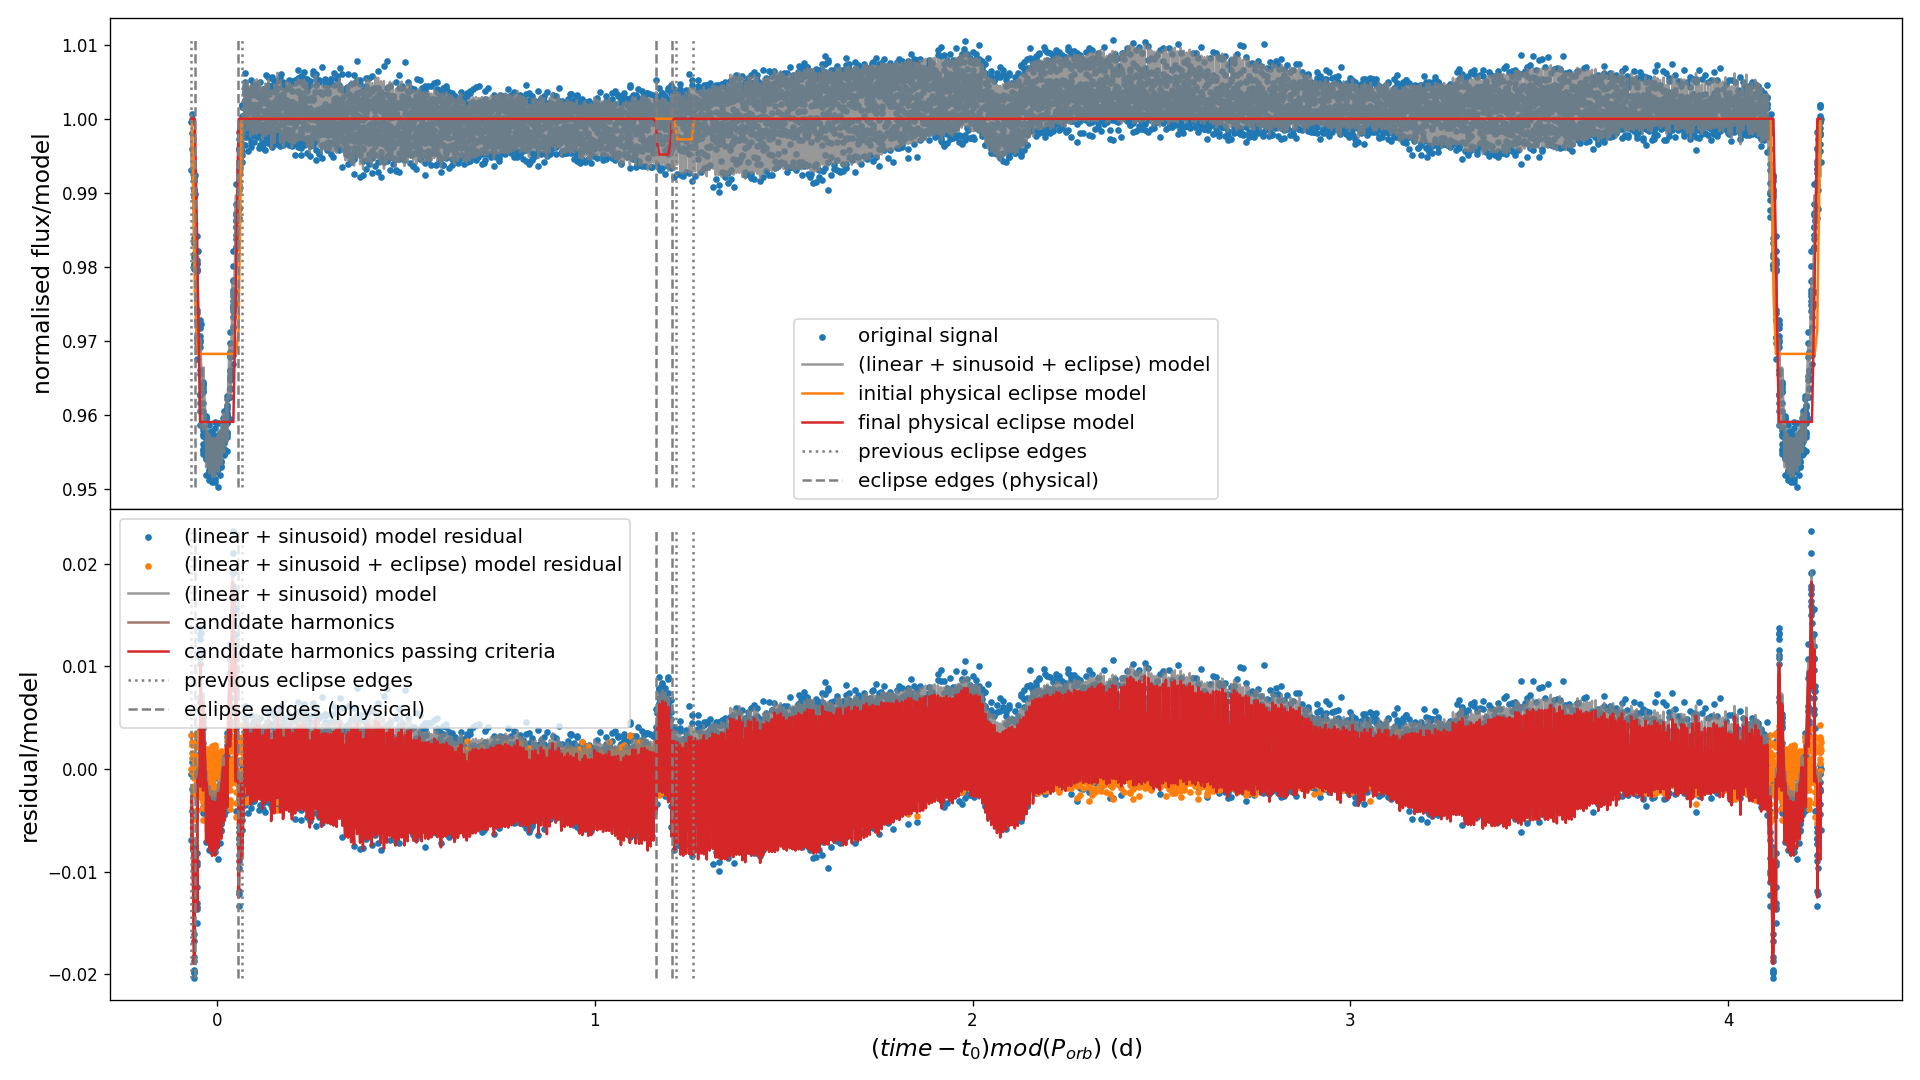 1.01
1.00
0.99
0.98
0.97
0.96
0.95
normalised flux/model
original signal
(linear + sinusoid + eclipse) model
initial physical eclipse model
final physical eclipse model
previous eclipse edges
eclipse edges (physical)
(linear + sinusoid) model residual
(linear + sinusoid + eclipse) model residual
(linear + sinusoid) model
candidate harmonics
candidate harmonics passing criteria
previous eclipse edges
eclipse edges (physical)
0.02
0.01
0.00
−0.01
−0.02
residual/model
0 1 2 3 4
(time − t₀)mod(Pₒᵣb) (d)